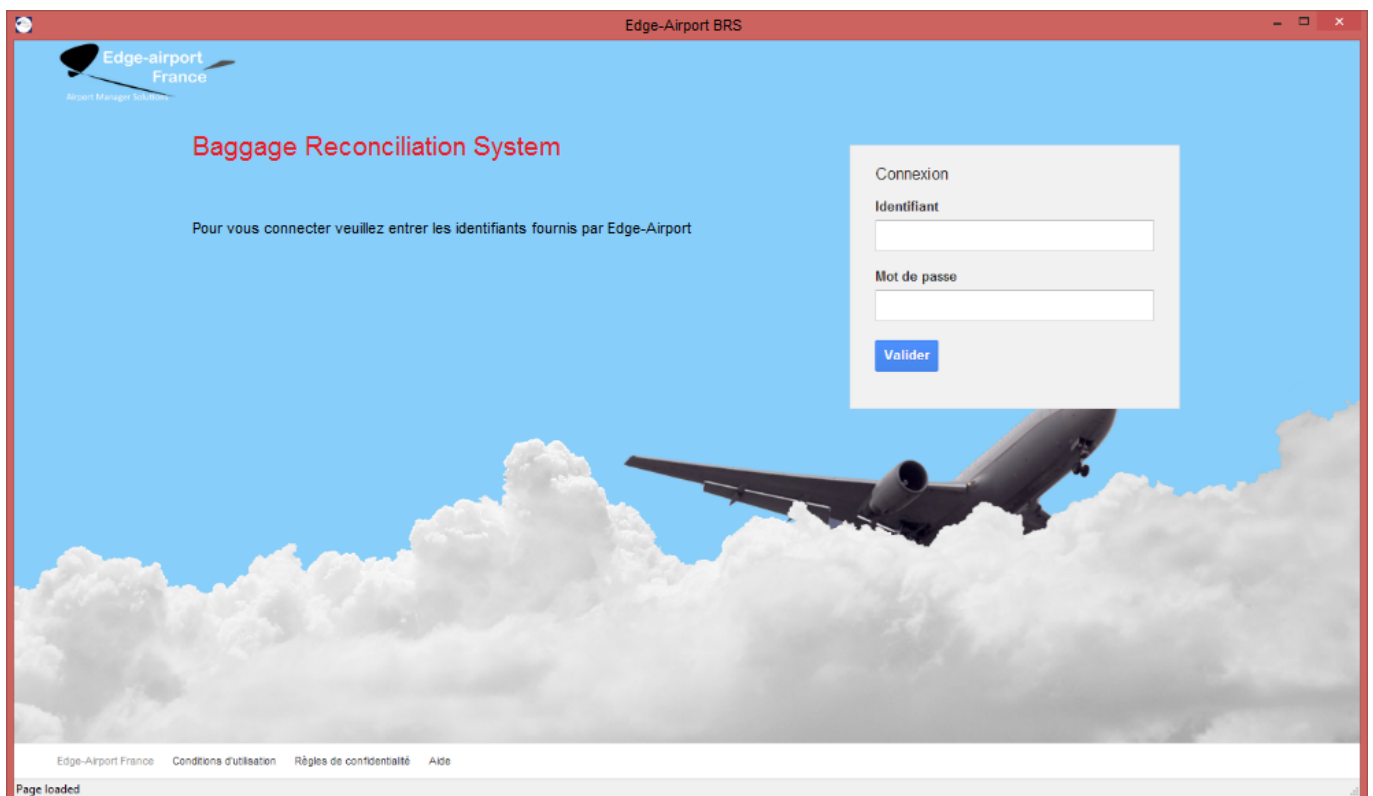 Edge-Airport BRS
Edge-airport
France
Airport Manager Solutions
Baggage Reconciliation System
Pour vous connecter veuillez entrer les identifiants fournis par Edge-Airport
Connexion
Identifiant
Mot de passe
Valider
Edge-Airport France Conditions d'utilisation Règles de confidentialité Aide
Page loaded